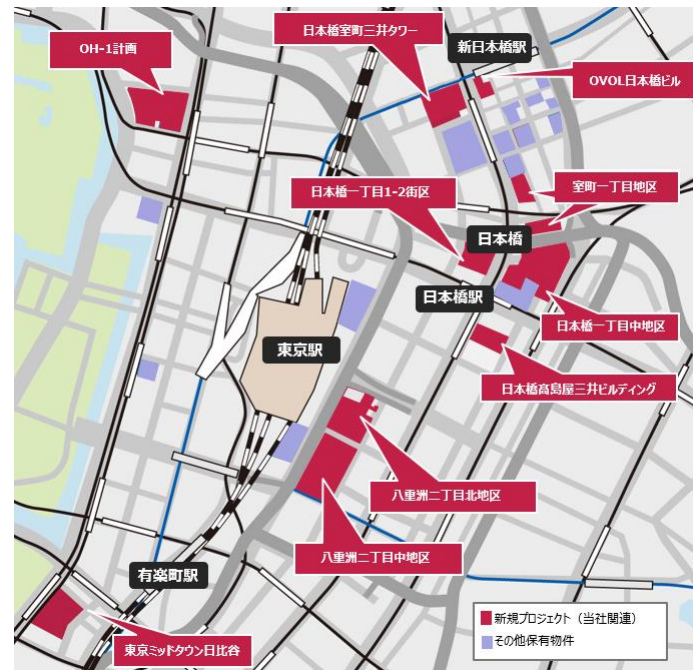 日本橋室町三井タワー
OH-1計画
新日本橋駅
OVOL日本橋ビル
日本橋一丁目1-2街区
室町一丁目地区
日本橋
日本橋駅
日本橋一丁目中地区
東京駅
日本橋髙島屋三井ビルディング
八重洲二丁目北地区
八重洲二丁目中地区
有楽町駅
東京ミッドタウン日比谷
新規プロジェクト（当社関連）
その他保有物件